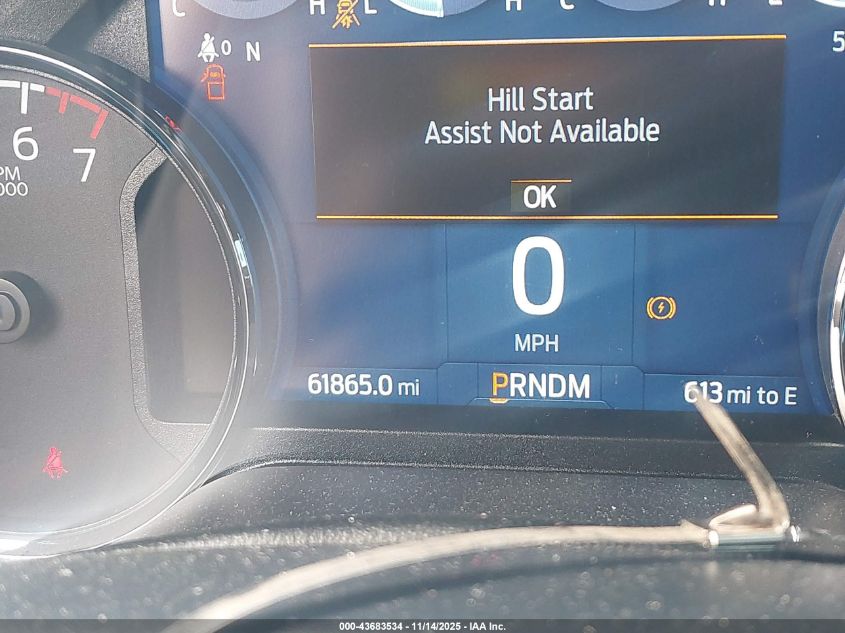 C H L H C H E
0 N
5
6
7
PM
000
Hill Start
Assist Not Available
OK
0
MPH
61865.0 mi
PRNDM
613 mi to E
000-43683534 - 11/14/2025 - IAA Inc.